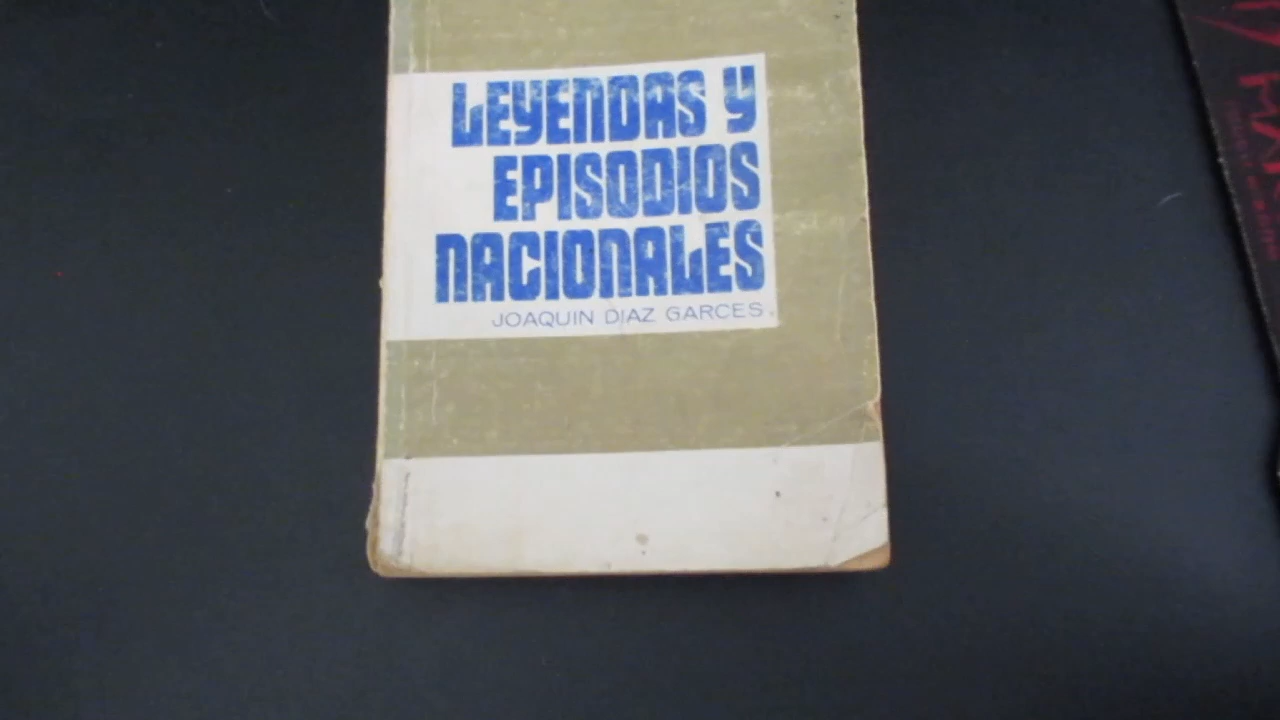 LEYENDAS Y
EPISODIOS
NACIONALES
JOAQUIN DIAZ GARCES